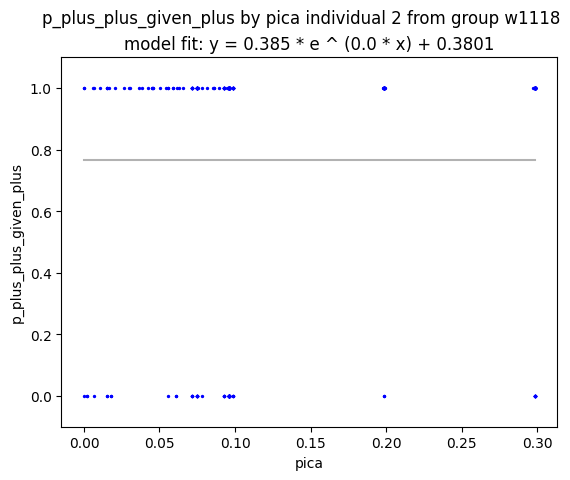 p_plus_plus_given_plus by pica individual 2 from group w1118
model fit: y = 0.385 * e ^ (0.0 * x) + 0.3801
1.0
0.8
0.6
0.4
0.2
0.0
p_plus_plus_given_plus
0.00 0.05 0.10 0.15 0.20 0.25 0.30
pica